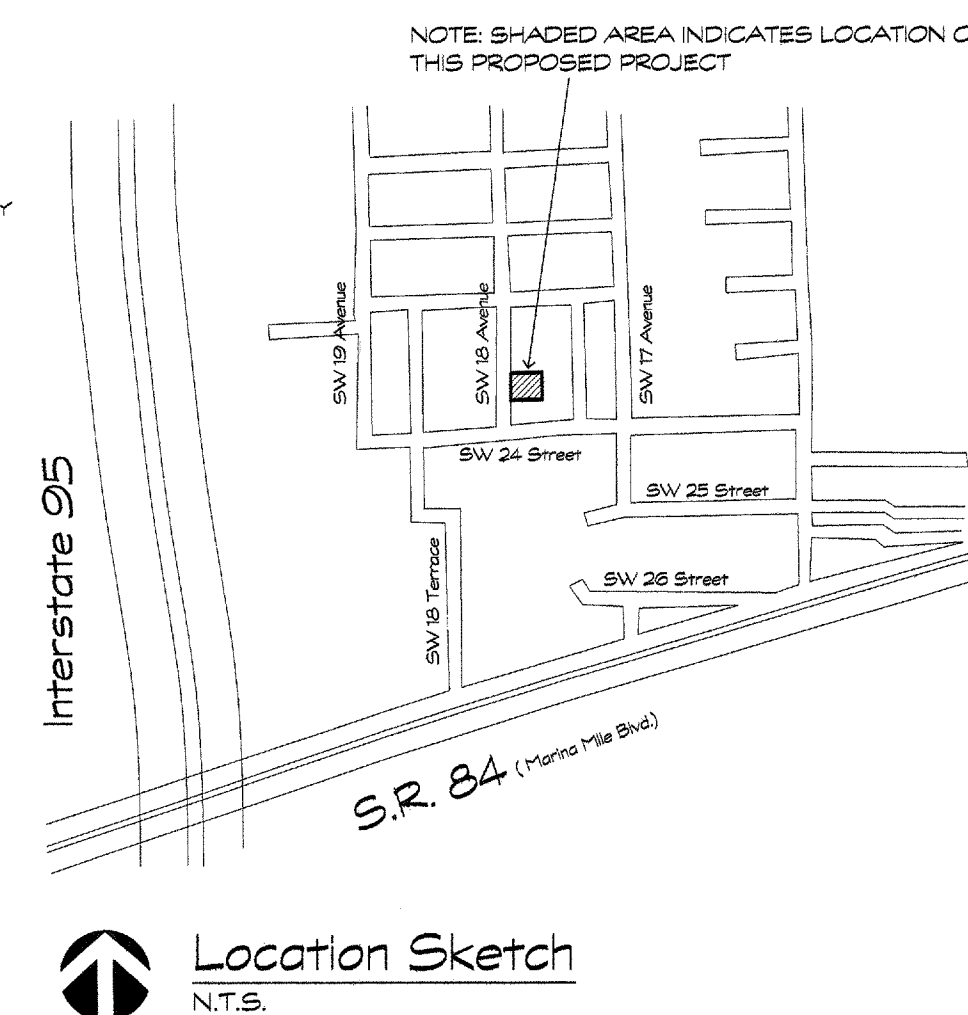 NOTE: SHADED AREA INDICATES LOCATION
THIS PROPOSED PROJECT
Y
SW 19 Avenue
SW 18 Avenue
SW 17 Avenue
SW 24 Street
SW 25 Street
SW 26 Street
SW 18 Terrace
Interstate 95
S.R. 84 (Marina Mile Blvd.)
Location Sketch
N.T.S.